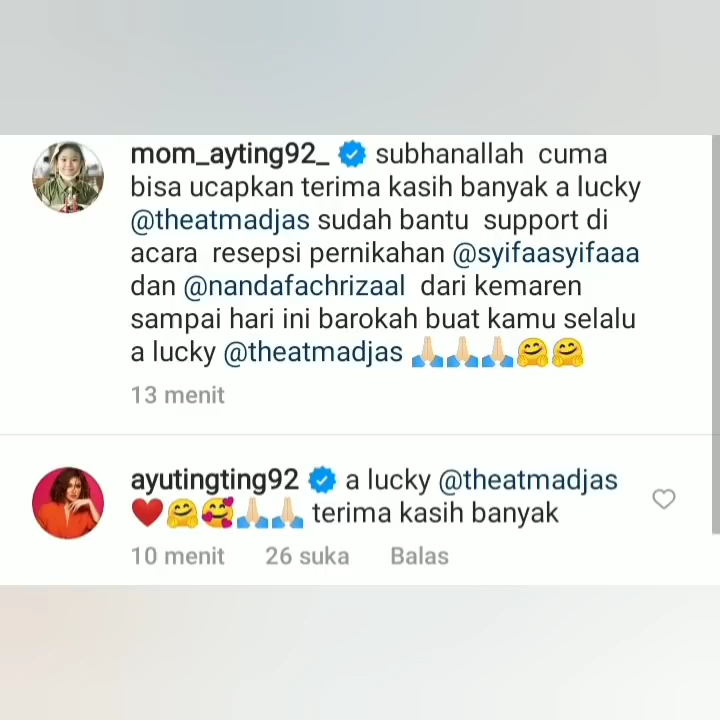 mom_ayting92_ subhanallah cuma
bisa ucapkan terima kasih banyak a lucky
@theatmadjas sudah bantu support di
acara resepsi pernikahan @syifaasyifaaa
dan @nandafachrizaal dari kemaren
sampai hari ini barokah buat kamu selalu
a lucky @theatmadjas 🙏🏻🙏🏻🙏🏻🤗🤗
13 menit
ayutingting92 a lucky @theatmadjas
❤️🤗🥰🙏🏻🙏🏻 terima kasih banyak
10 menit 26 suka Balas